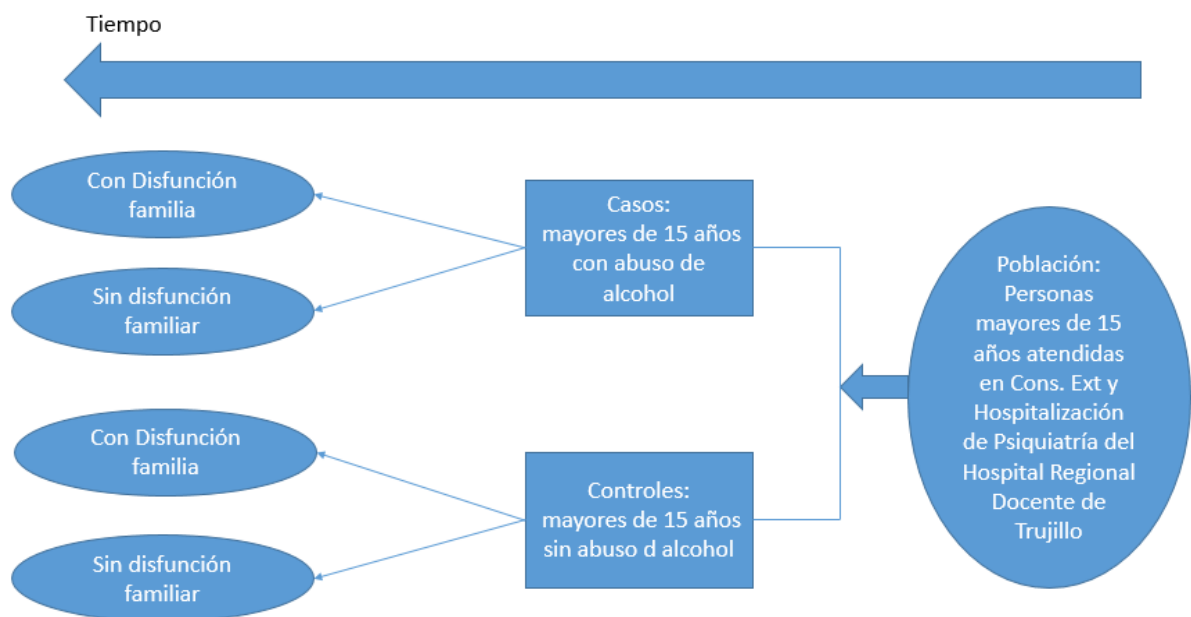 Tiempo
Con Disfunción
familia
Sin disfunción
familiar
Con Disfunción
familia
Sin disfunción
familiar
Casos:
mayores de 15 años
con abuso de
alcohol
Controles:
mayores de 15 años
sin abuso d alcohol
Población:
Personas
mayores de 15
años atendidas
en Cons. Ext y
Hospitalización
de Psiquiatría del
Hospital Regional
Docente de
Trujillo